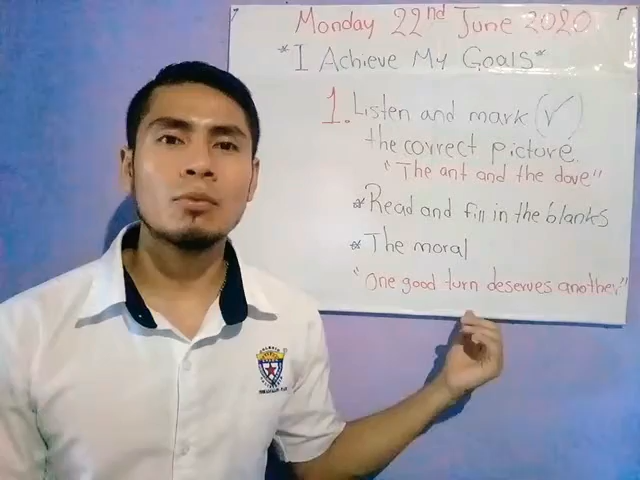 Monday 22nd June 2020
*I Achieve My Goals*
1. Listen and mark (✓)
the correct picture.
"The ant and the dove"
* Read and fill in the blanks
* The moral
"One good turn deserves another"